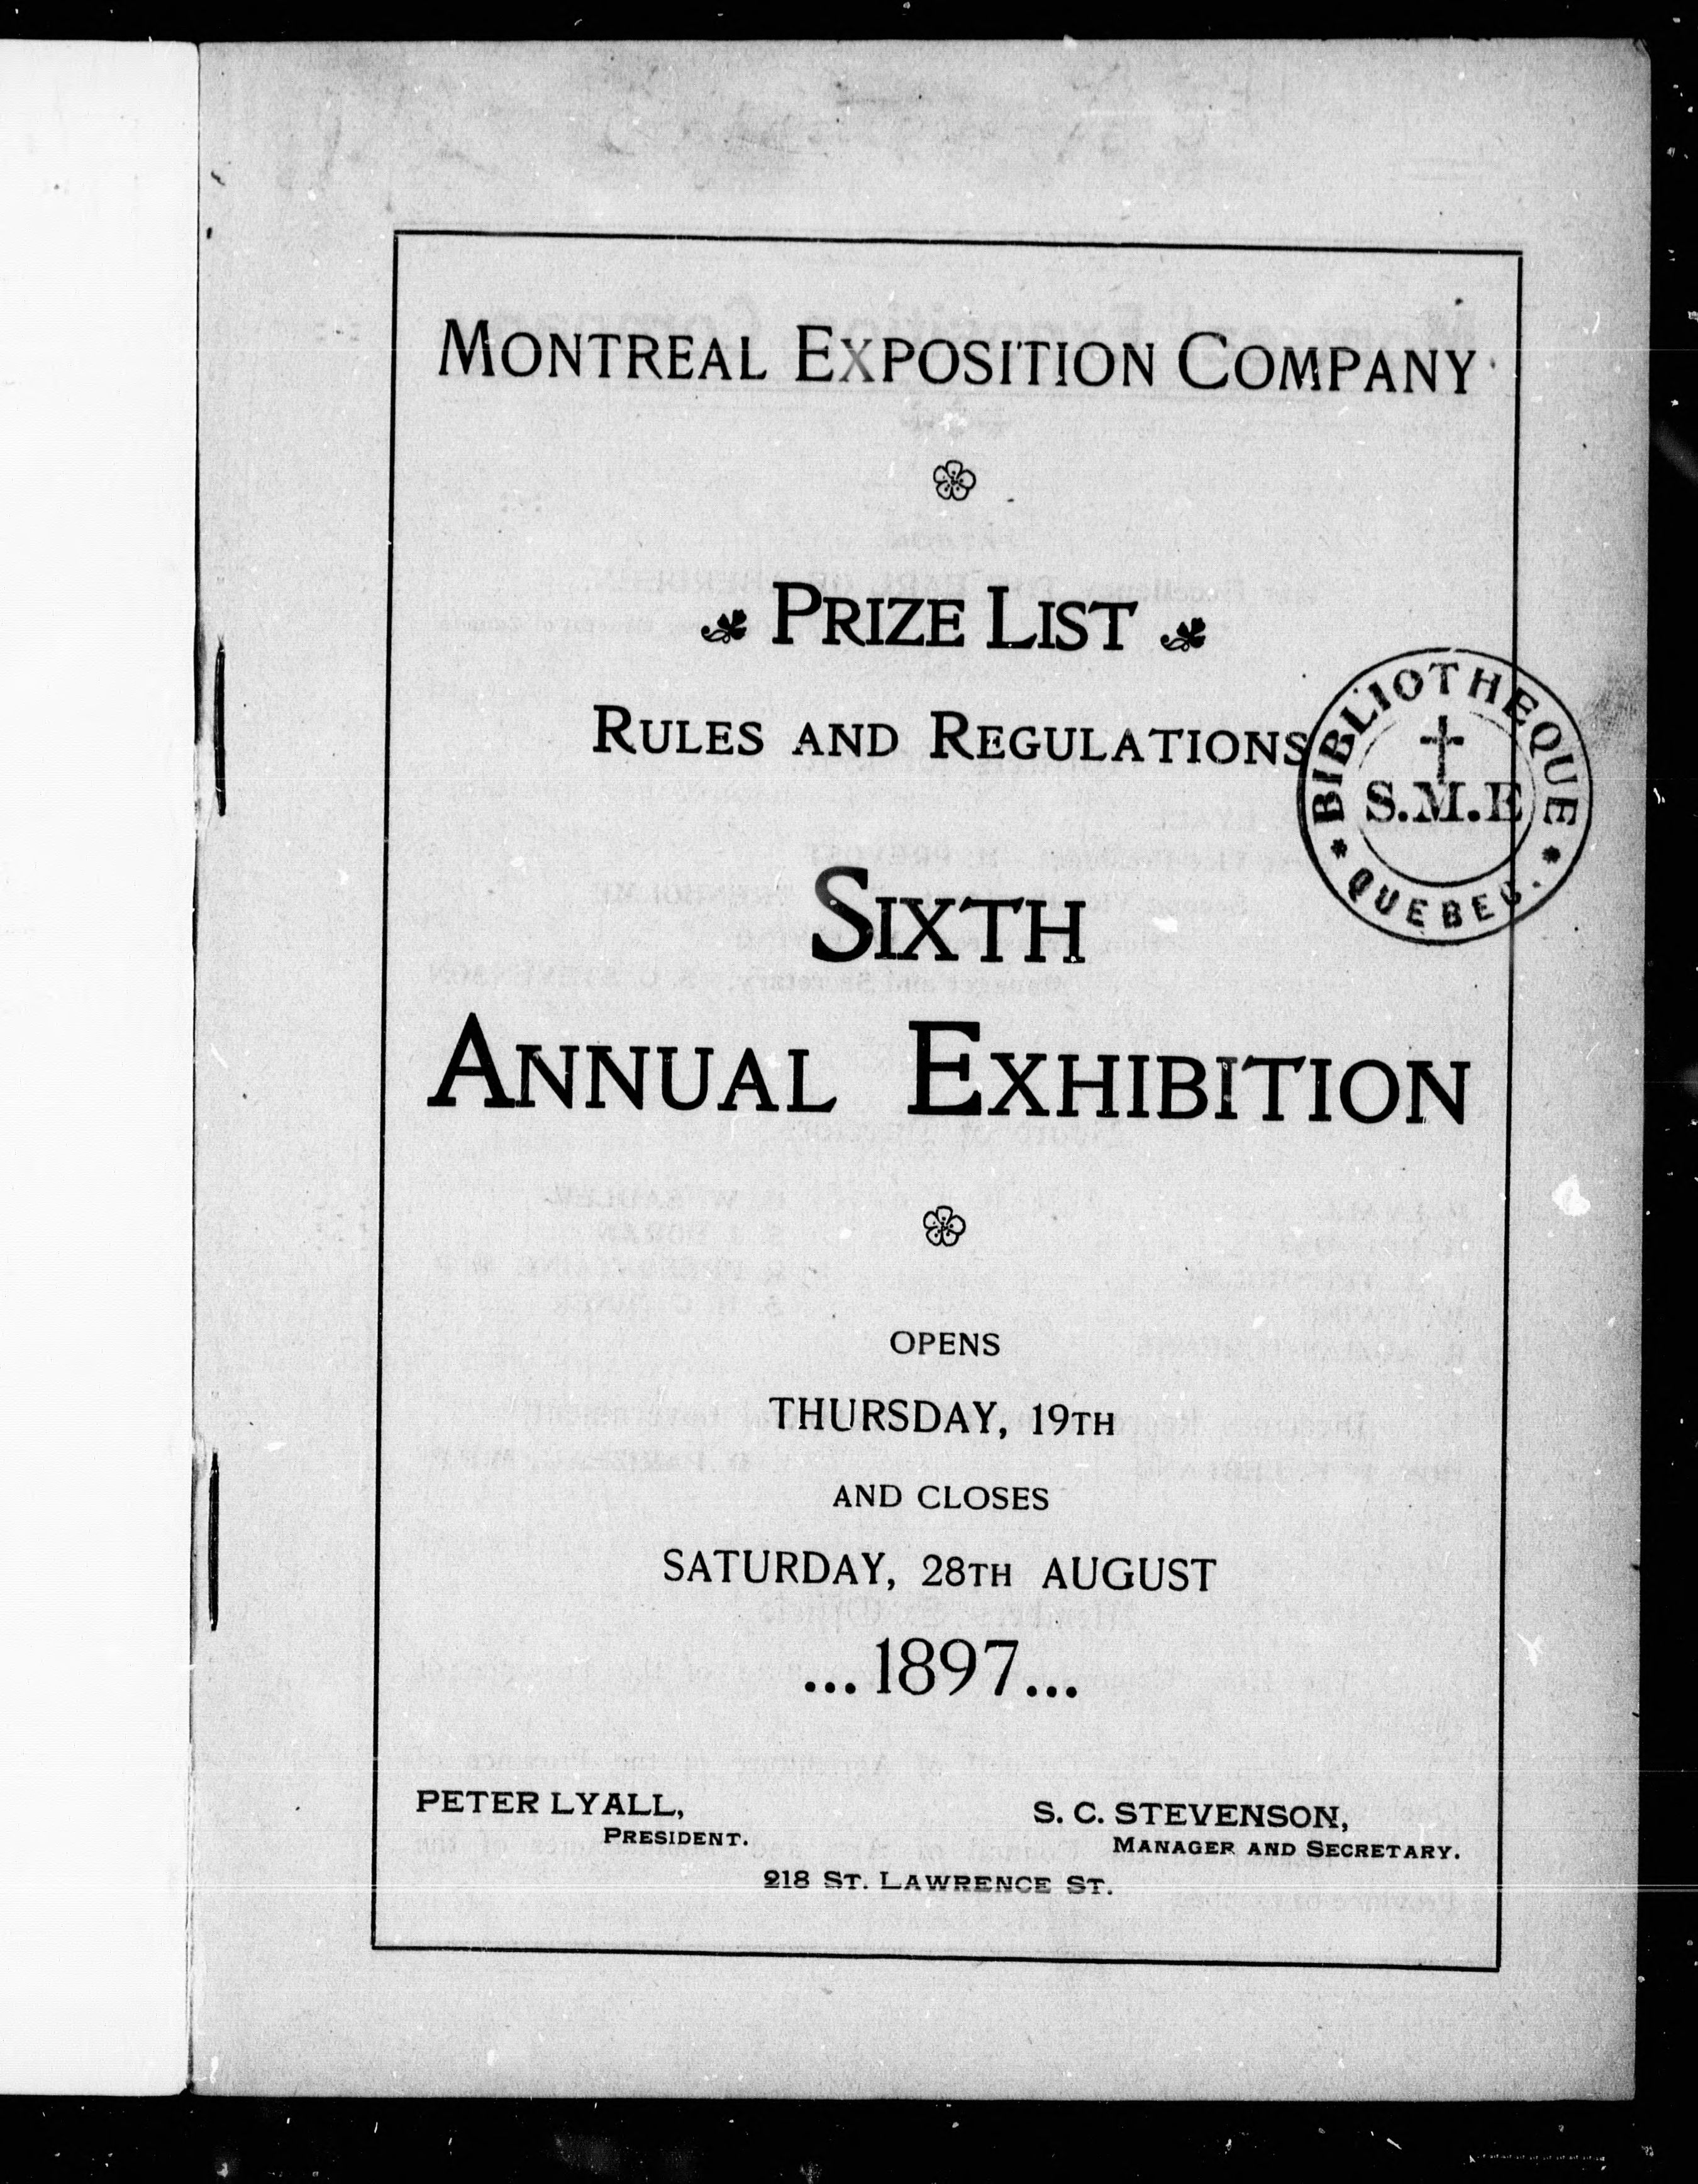 MONTREAL EXPOSITION COMPANY
PRIZE LIST
RULES AND REGULATIONS
BIBLIOTHEQUE
S.M.E
QUEBEC.
SIXTH
ANNUAL EXHIBITION
OPENS
THURSDAY, 19TH
AND CLOSES
SATURDAY, 28TH AUGUST
...1897...
PETER LYALL,
PRESIDENT.
S. C. STEVENSON,
MANAGER AND SECRETARY.
218 ST. LAWRENCE ST.